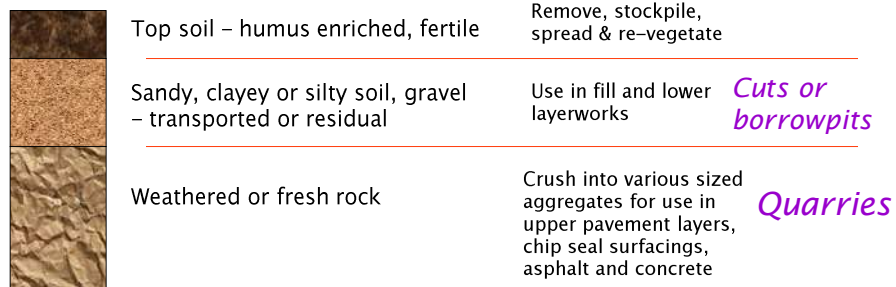 Top soil – humus enriched, fertile
Remove, stockpile,
spread & re-vegetate
Sandy, clayey or silty soil, gravel
– transported or residual
Use in fill and lower
layerworks
Cuts or
borrowpits
Weathered or fresh rock
Crush into various sized
aggregates for use in
upper pavement layers,
chip seal surfacings,
asphalt and concrete
Quarries